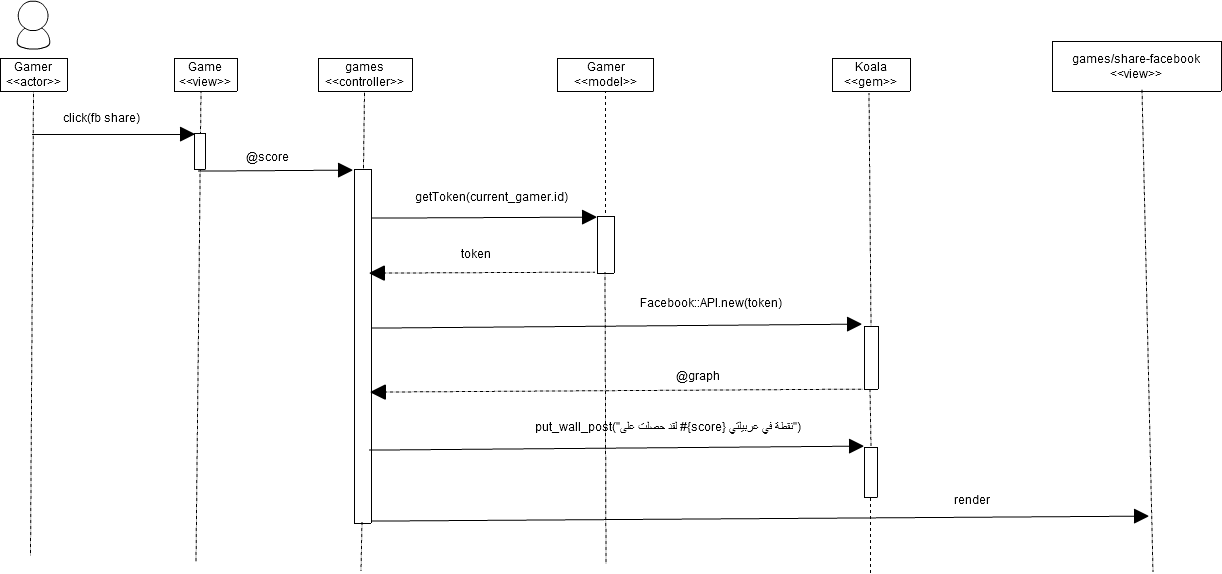 Gamer
<<actor>>
Game
<<view>>
games
<<controller>>
Gamer
<<model>>
Koala
<<gem>>
games/share-facebook
<<view>>
click(fb share)
@score
getToken(current_gamer.id)
token
Facebook::API.new(token)
@graph
put_wall_post("لقد حصلت على #{score} نقطة في عربيلتي")
render